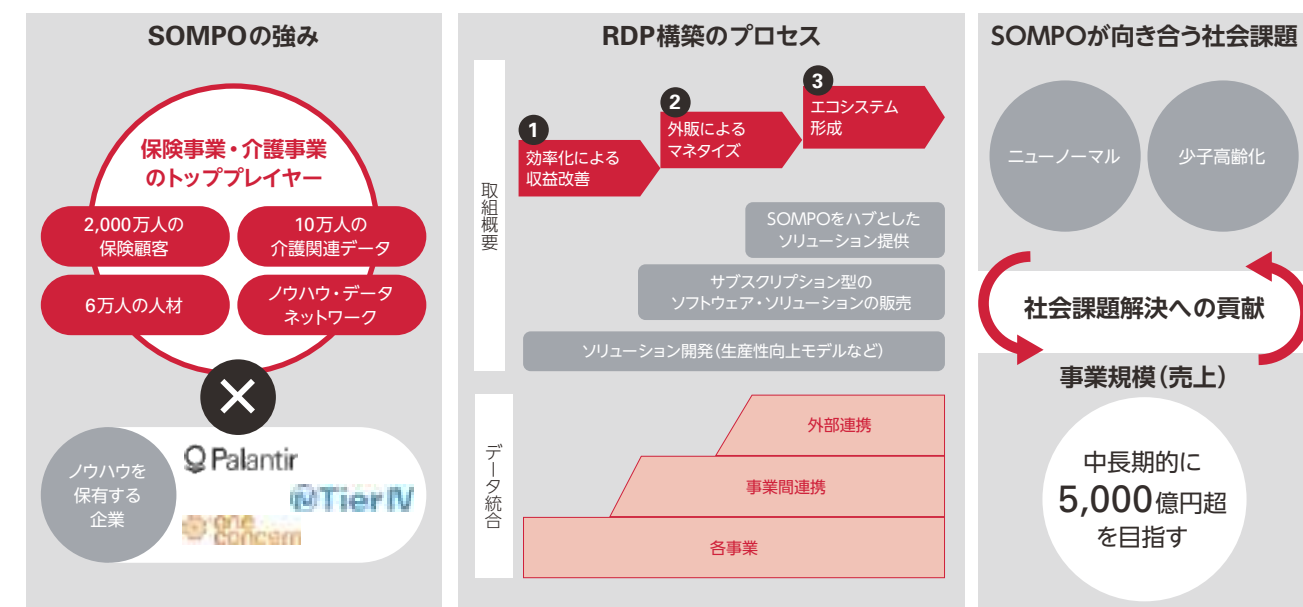 SOMPOの強み
保険事業・介護事業
のトッププレイヤー
2,000万人の
保険顧客
10万人の
介護関連データ
6万人の人材
ノウハウ・データ
ネットワーク
×
ノウハウを
保有する
企業
Palantir
TierⅣ
one
concern
RDP構築のプロセス
取組概要
1
効率化による
収益改善
2
外販による
マネタイズ
3
エコシステム
形成
SOMPOをハブとした
ソリューション提供
サブスクリプション型の
ソフトウェア・ソリューションの販売
ソリューション開発(生産性向上モデルなど)
データ統合
外部連携
事業間連携
各事業
SOMPOが向き合う社会課題
ニューノーマル
少子高齢化
社会課題解決への貢献
事業規模(売上)
中長期的に
5,000億円超
を目指す